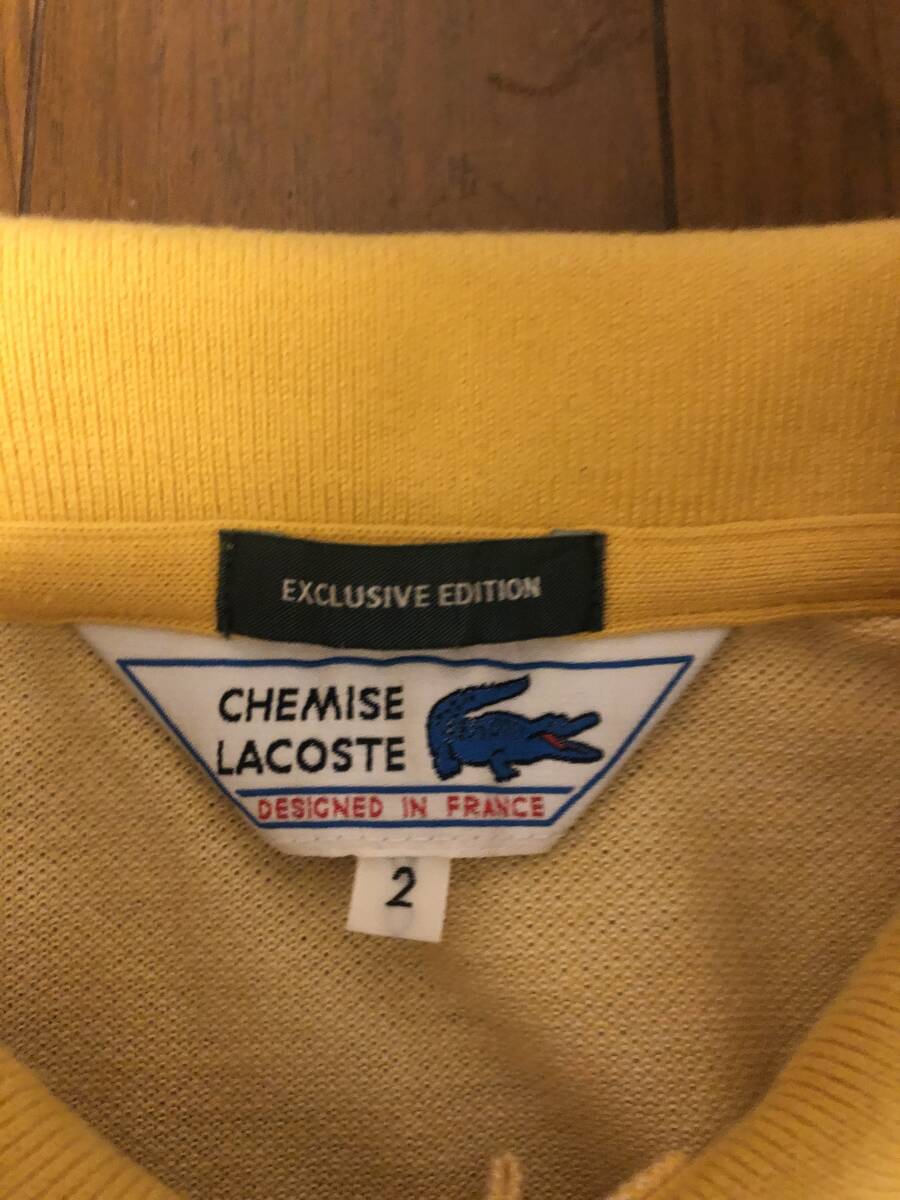 EXCLUSIVE EDITION
CHEMISE
LACOSTE
DESIGNED IN FRANCE
2